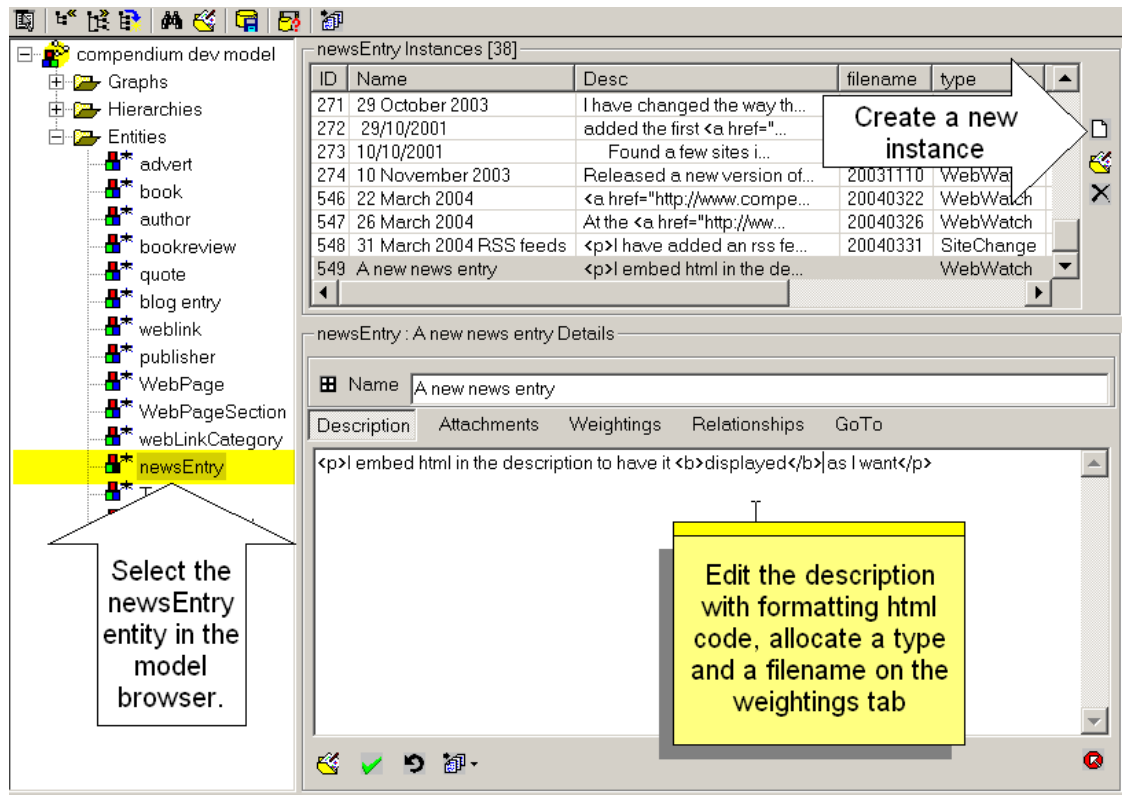 compendium dev model
Graphs
Hierarchies
Entities
advert
book
author
bookreview
quote
blog entry
weblink
publisher
WebPage
WebPageSection
webLinkCategory
newsEntry
Select the
newsEntry
entity in the
model
browser.
newsEntry Instances [38]
ID Name Desc filename type
271 29 October 2003 I have changed the way th...
272 29/10/2001 added the first <a href="...
273 10/10/2001 Found a few sites i...
274 10 November 2003 Released a new version of... 20031110
546 22 March 2004 <a href="http://www.compe... 20040322 WebWatch
547 26 March 2004 At the <a href="http://ww... 20040326 WebWatch
548 31 March 2004 RSS feeds <p>I have added an rss fe... 20040331 SiteChange
549 A new news entry <p>I embed html in the de... WebWatch
Create a new
instance
newsEntry : A new news entry Details
Name A new news entry
Description Attachments Weightings Relationships GoTo
<p>I embed html in the description to have it <b>displayed</b> as I want</p>
Edit the description
with formatting html
code, allocate a type
and a filename on the
weightings tab